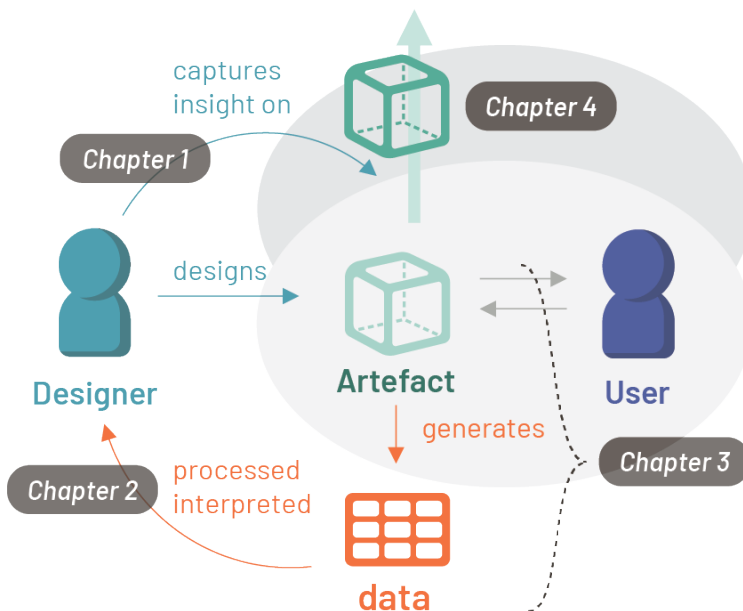 captures
insight on
Chapter 4
Chapter 1
designs
Designer
Artefact
User
generates
Chapter 3
processed
interpreted
Chapter 2
data